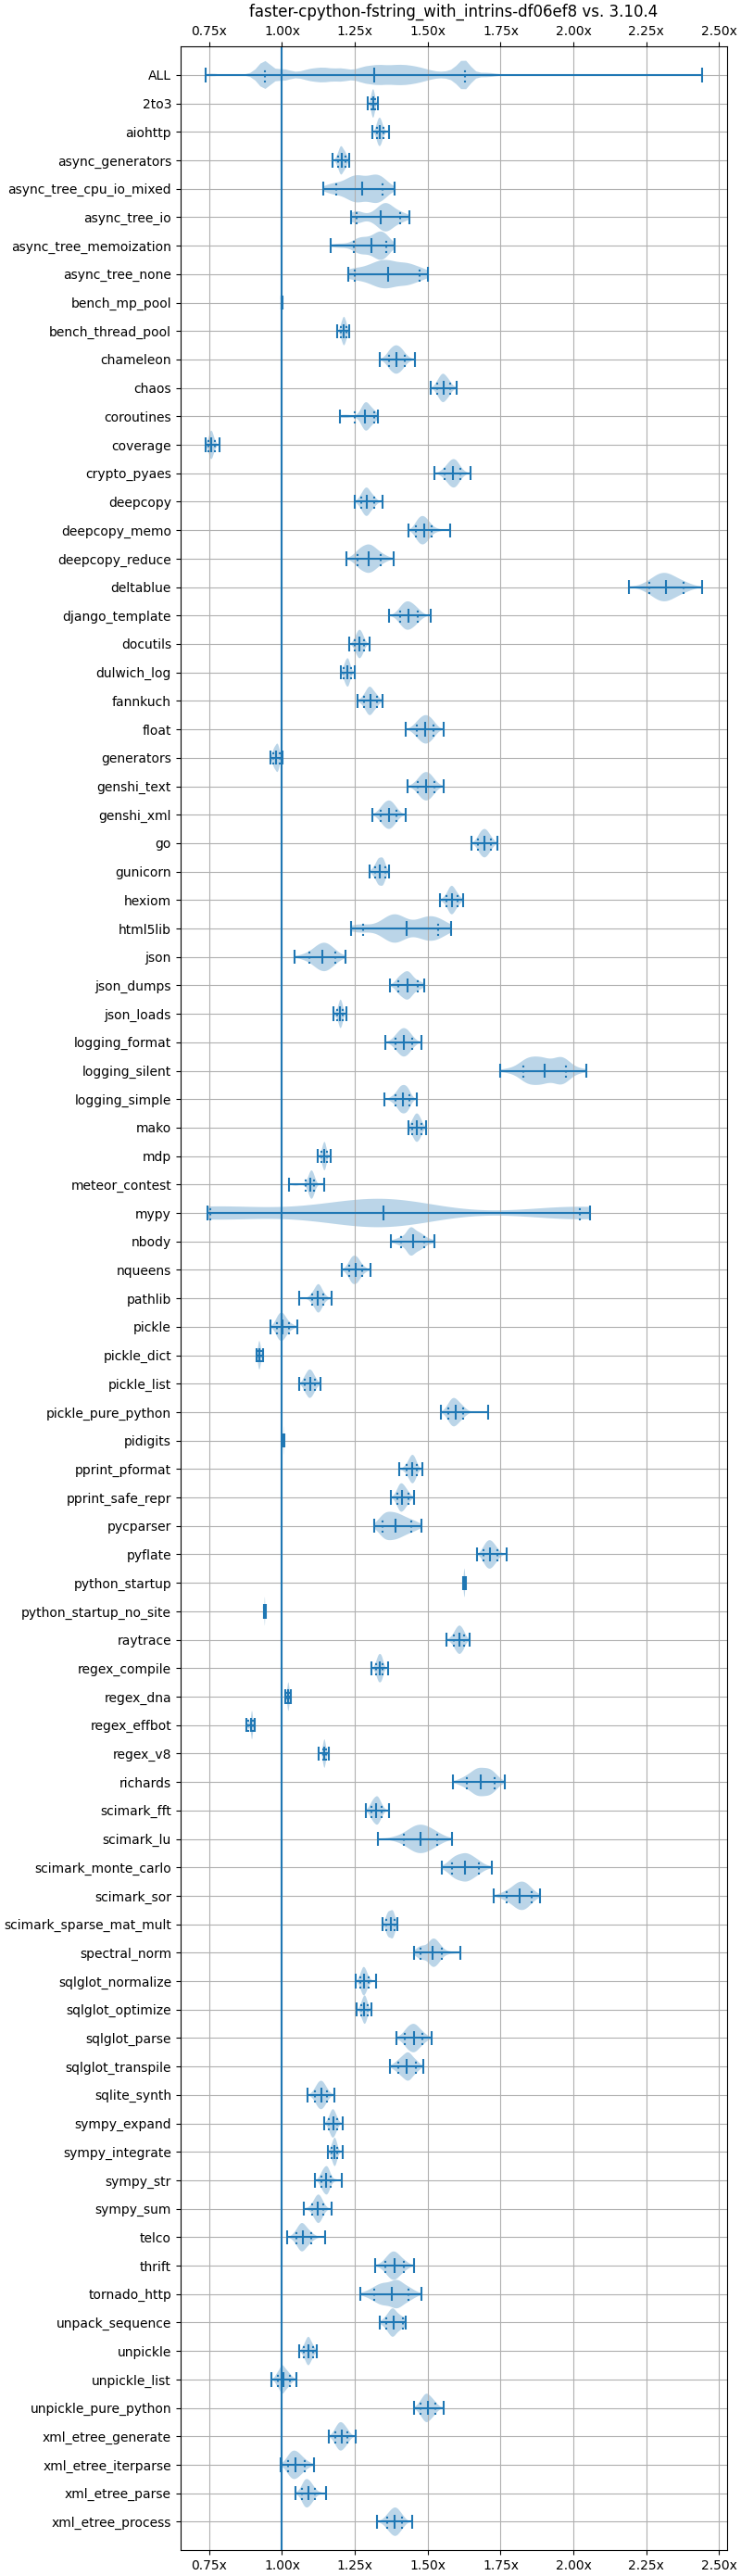 faster-cpython-fstring_with_intrins-df06ef8 vs. 3.10.4
0.75x 1.00x 1.25x 1.50x 1.75x 2.00x 2.25x 2.50x
ALL
2to3
aiohttp
async_generators
async_tree_cpu_io_mixed
async_tree_io
async_tree_memoization
async_tree_none
bench_mp_pool
bench_thread_pool
chameleon
chaos
coroutines
coverage
crypto_pyaes
deepcopy
deepcopy_memo
deepcopy_reduce
deltablue
django_template
docutils
dulwich_log
fannkuch
float
generators
genshi_text
genshi_xml
go
gunicorn
hexiom
html5lib
json
json_dumps
json_loads
logging_format
logging_silent
logging_simple
mako
mdp
meteor_contest
mypy
nbody
nqueens
pathlib
pickle
pickle_dict
pickle_list
pickle_pure_python
pidigits
pprint_pformat
pprint_safe_repr
pycparser
pyflate
python_startup
python_startup_no_site
raytrace
regex_compile
regex_dna
regex_effbot
regex_v8
richards
scimark_fft
scimark_lu
scimark_monte_carlo
scimark_sor
scimark_sparse_mat_mult
spectral_norm
sqlglot_normalize
sqlglot_optimize
sqlglot_parse
sqlglot_transpile
sqlite_synth
sympy_expand
sympy_integrate
sympy_str
sympy_sum
telco
thrift
tornado_http
unpack_sequence
unpickle
unpickle_list
unpickle_pure_python
xml_etree_generate
xml_etree_iterparse
xml_etree_parse
xml_etree_process
0.75x 1.00x 1.25x 1.50x 1.75x 2.00x 2.25x 2.50x